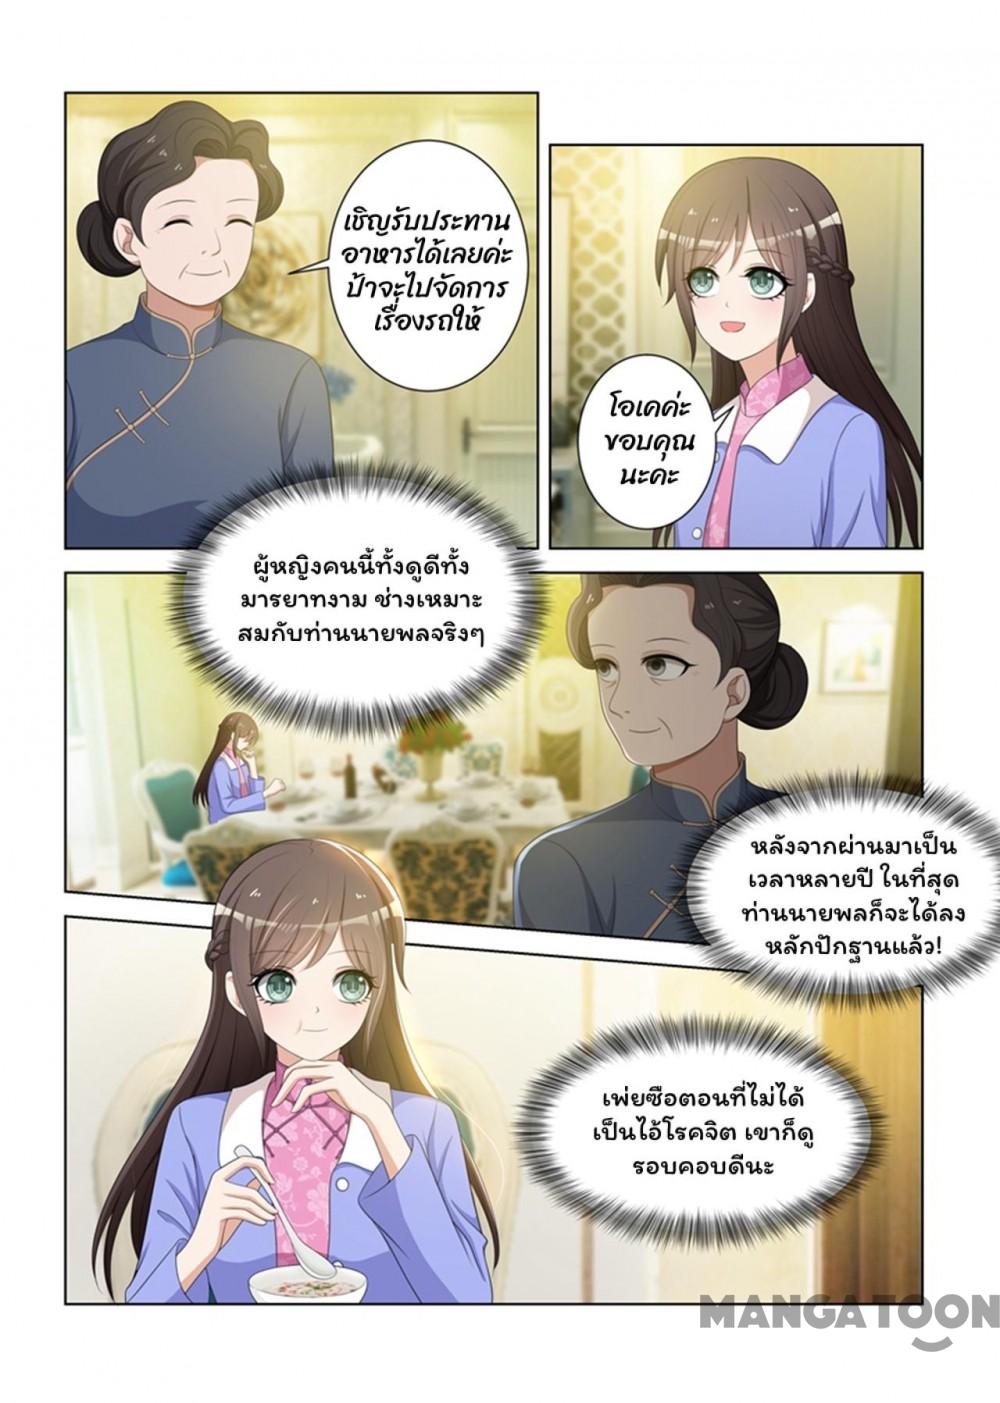 เชิญรับประทาน
อาหารได้เลยค่ะ
ป้าจะไปจัดการ
เรื่องรถให้
โอเคค่ะ
ขอบคุณ
นะคะ
ผู้หญิงคนนี้ทั้งดูดีทั้ง
มารยาทงาม ช่างเหมาะ
สมกับท่านนายพลจริงๆ
หลังจากผ่านมาเป็น
เวลาหลายปี ในที่สุด
ท่านนายพลก็จะได้ลง
หลักปักฐานแล้ว!
เพ่ยซือตอนที่ไม่ได้
เป็นไอ้โรคจิต เขาก็ดู
รอบคอบดีนะ
MANGATOON